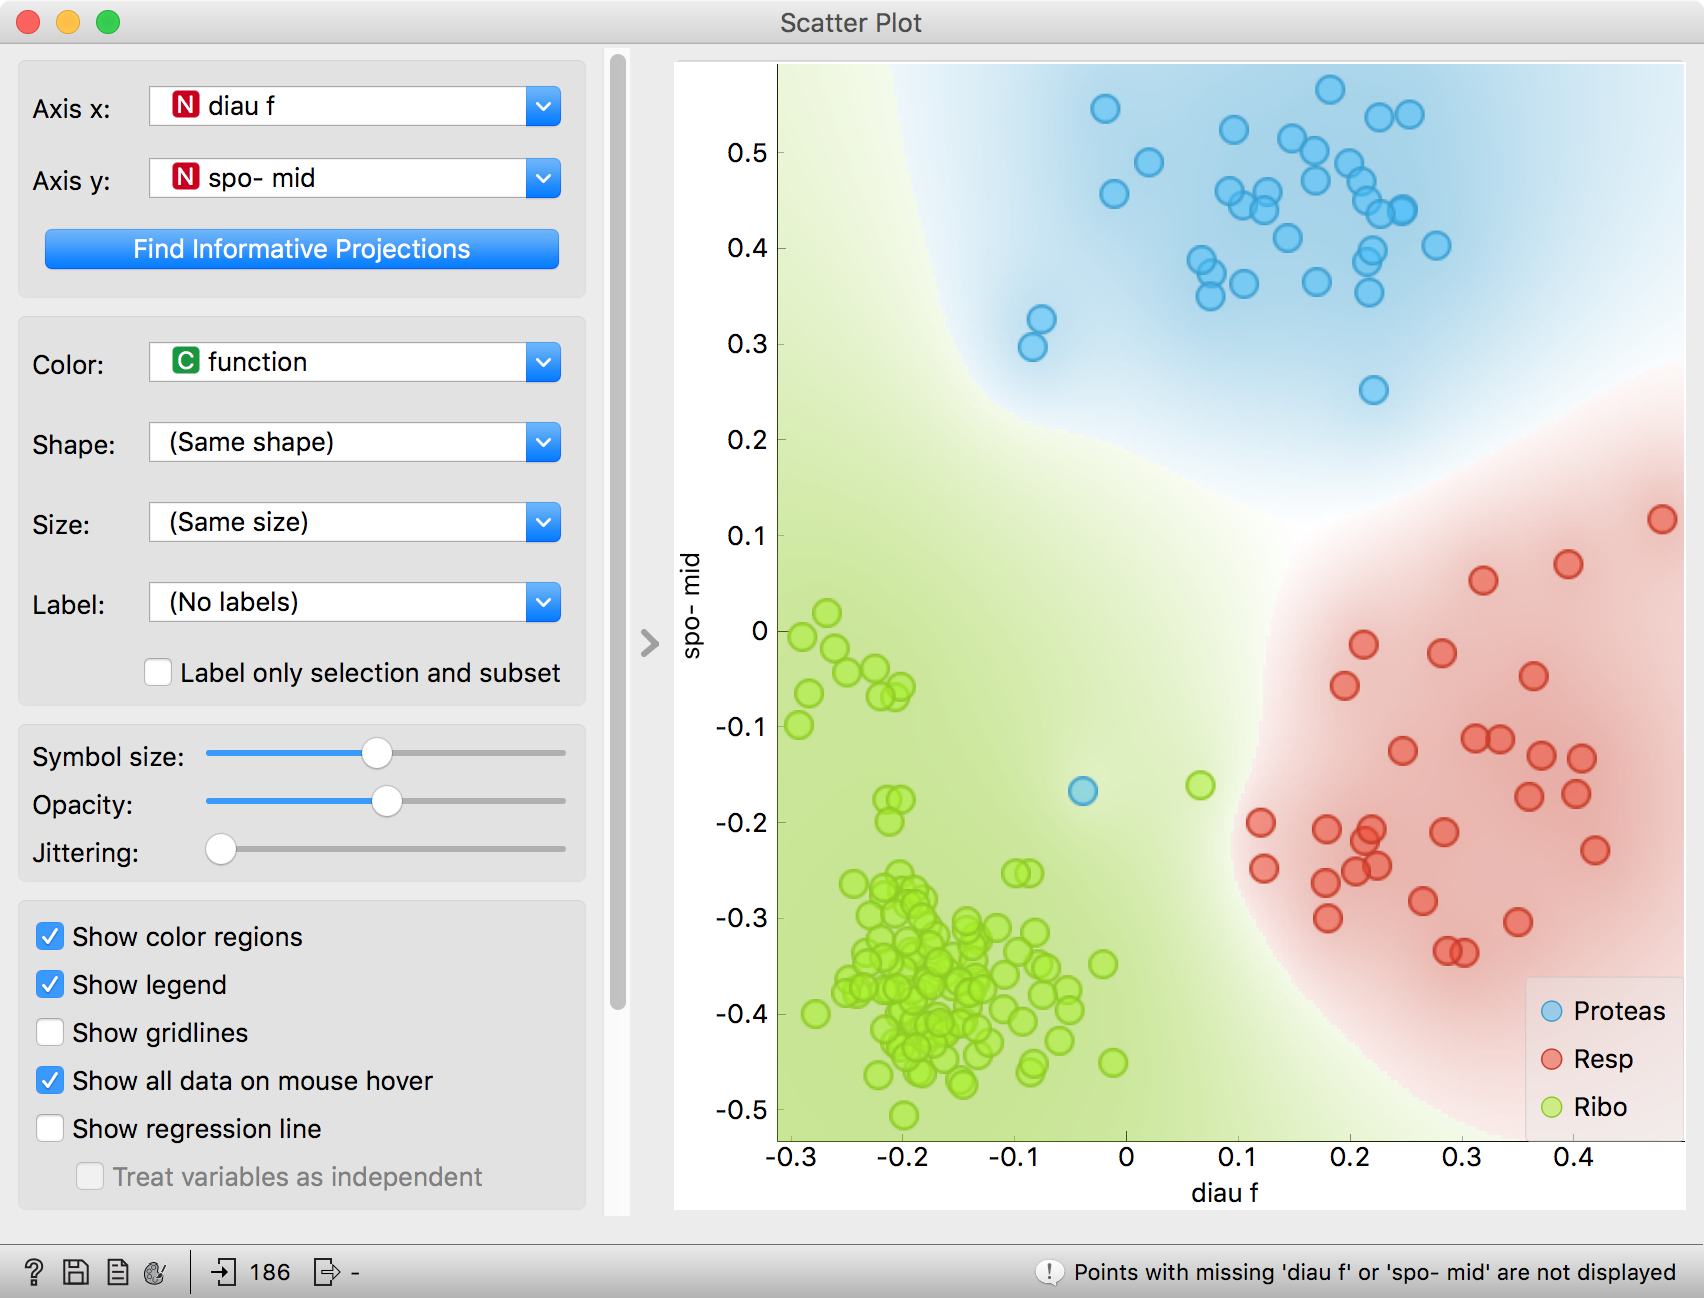 Scatter Plot
Axis x: N diau f
Axis y: N spo- mid
Find Informative Projections
Color: C function
Shape: (Same shape)
Size: (Same size)
Label: (No labels)
Label only selection and subset
Symbol size:
Opacity:
Jittering:
Show color regions
Show legend
Show gridlines
Show all data on mouse hover
Show regression line
Treat variables as independent
spo- mid
0.5
0.4
0.3
0.2
0.1
0
-0.1
-0.2
-0.3
-0.4
-0.5
-0.3 -0.2 -0.1 0 0.1 0.2 0.3 0.4
diau f
Proteas
Resp
Ribo
? 186 -
! Points with missing 'diau f' or 'spo- mid' are not displayed